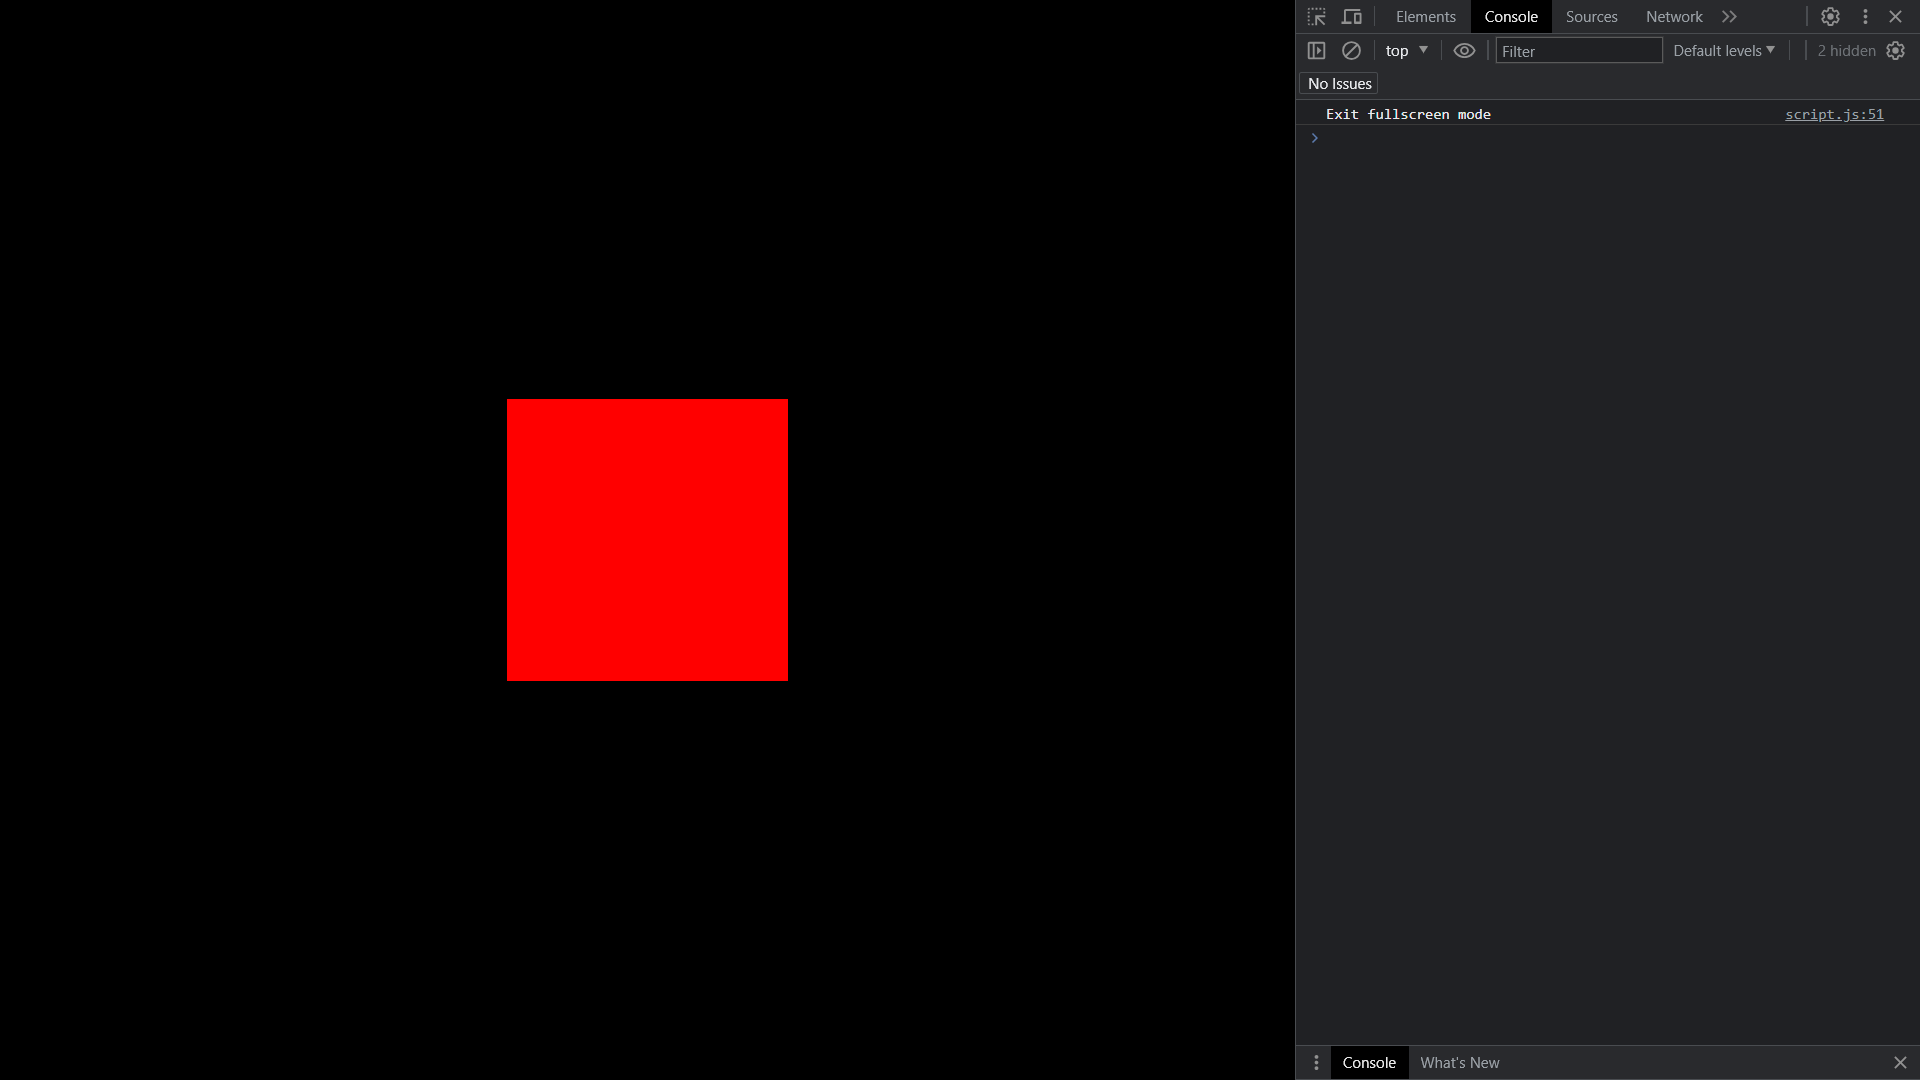 Elements Console Sources Network
top Filter Default levels 2 hidden
No Issues
Exit fullscreen mode script.js:51
Console What's New